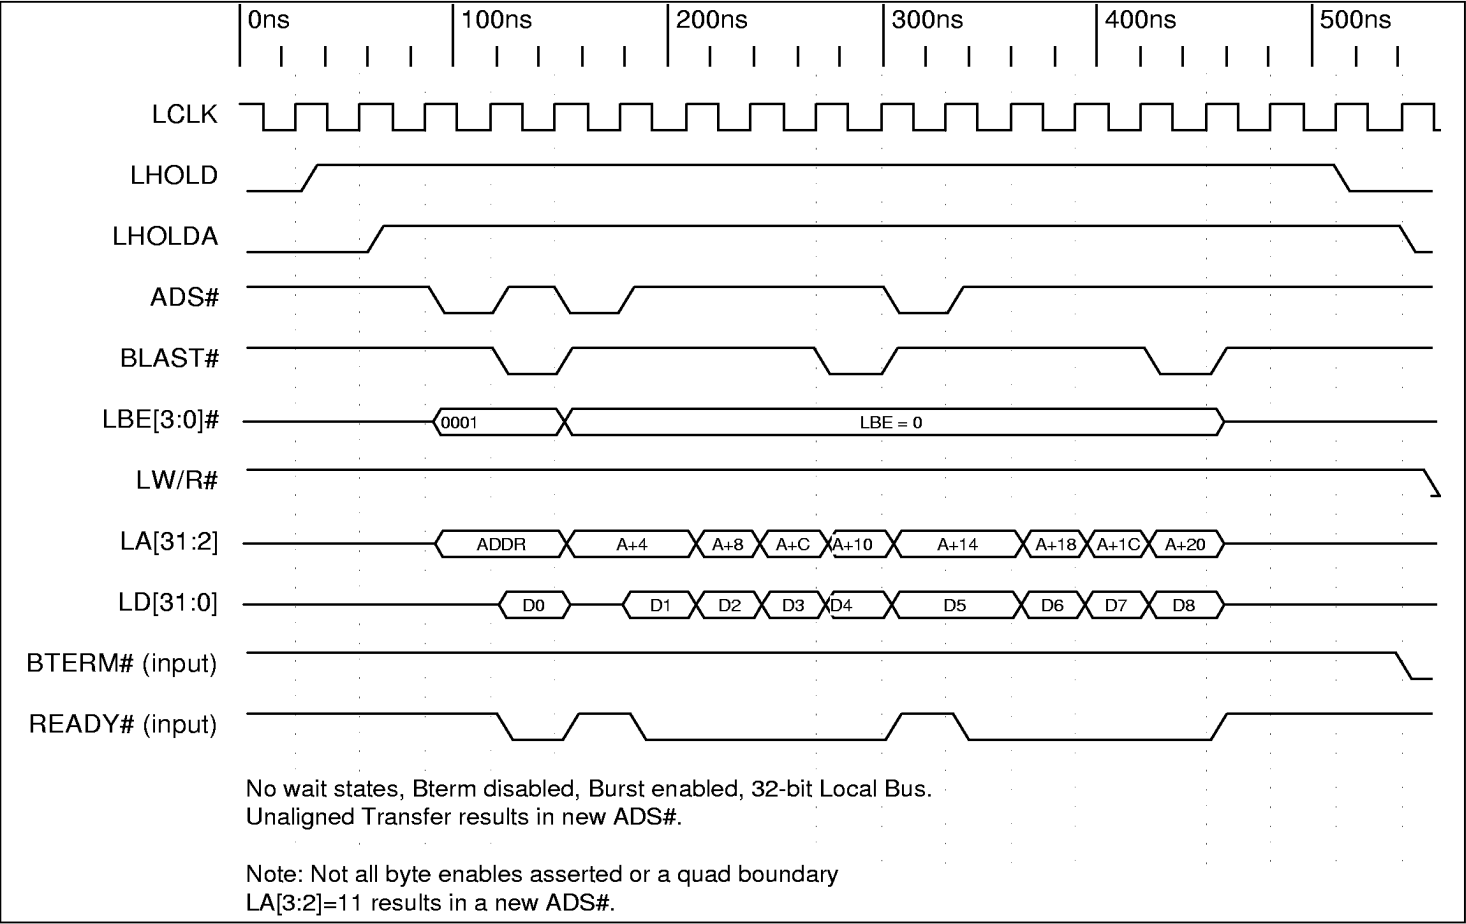 0ns 100ns 200ns 300ns 400ns 500ns
LCLK
LHOLD
LHOLDA
ADS#
BLAST#
LBE[3:0]# 0001 LBE = 0
LW/R#
LA[31:2] ADDR A+4 A+8 A+C A+10 A+14 A+18 A+1C A+20
LD[31:0] D0 D1 D2 D3 D4 D5 D6 D7 D8
BTERM# (input)
READY# (input)
No wait states, Bterm disabled, Burst enabled, 32-bit Local Bus.
Unaligned Transfer results in new ADS#.
Note: Not all byte enables asserted or a quad boundary
LA[3:2]=11 results in a new ADS#.